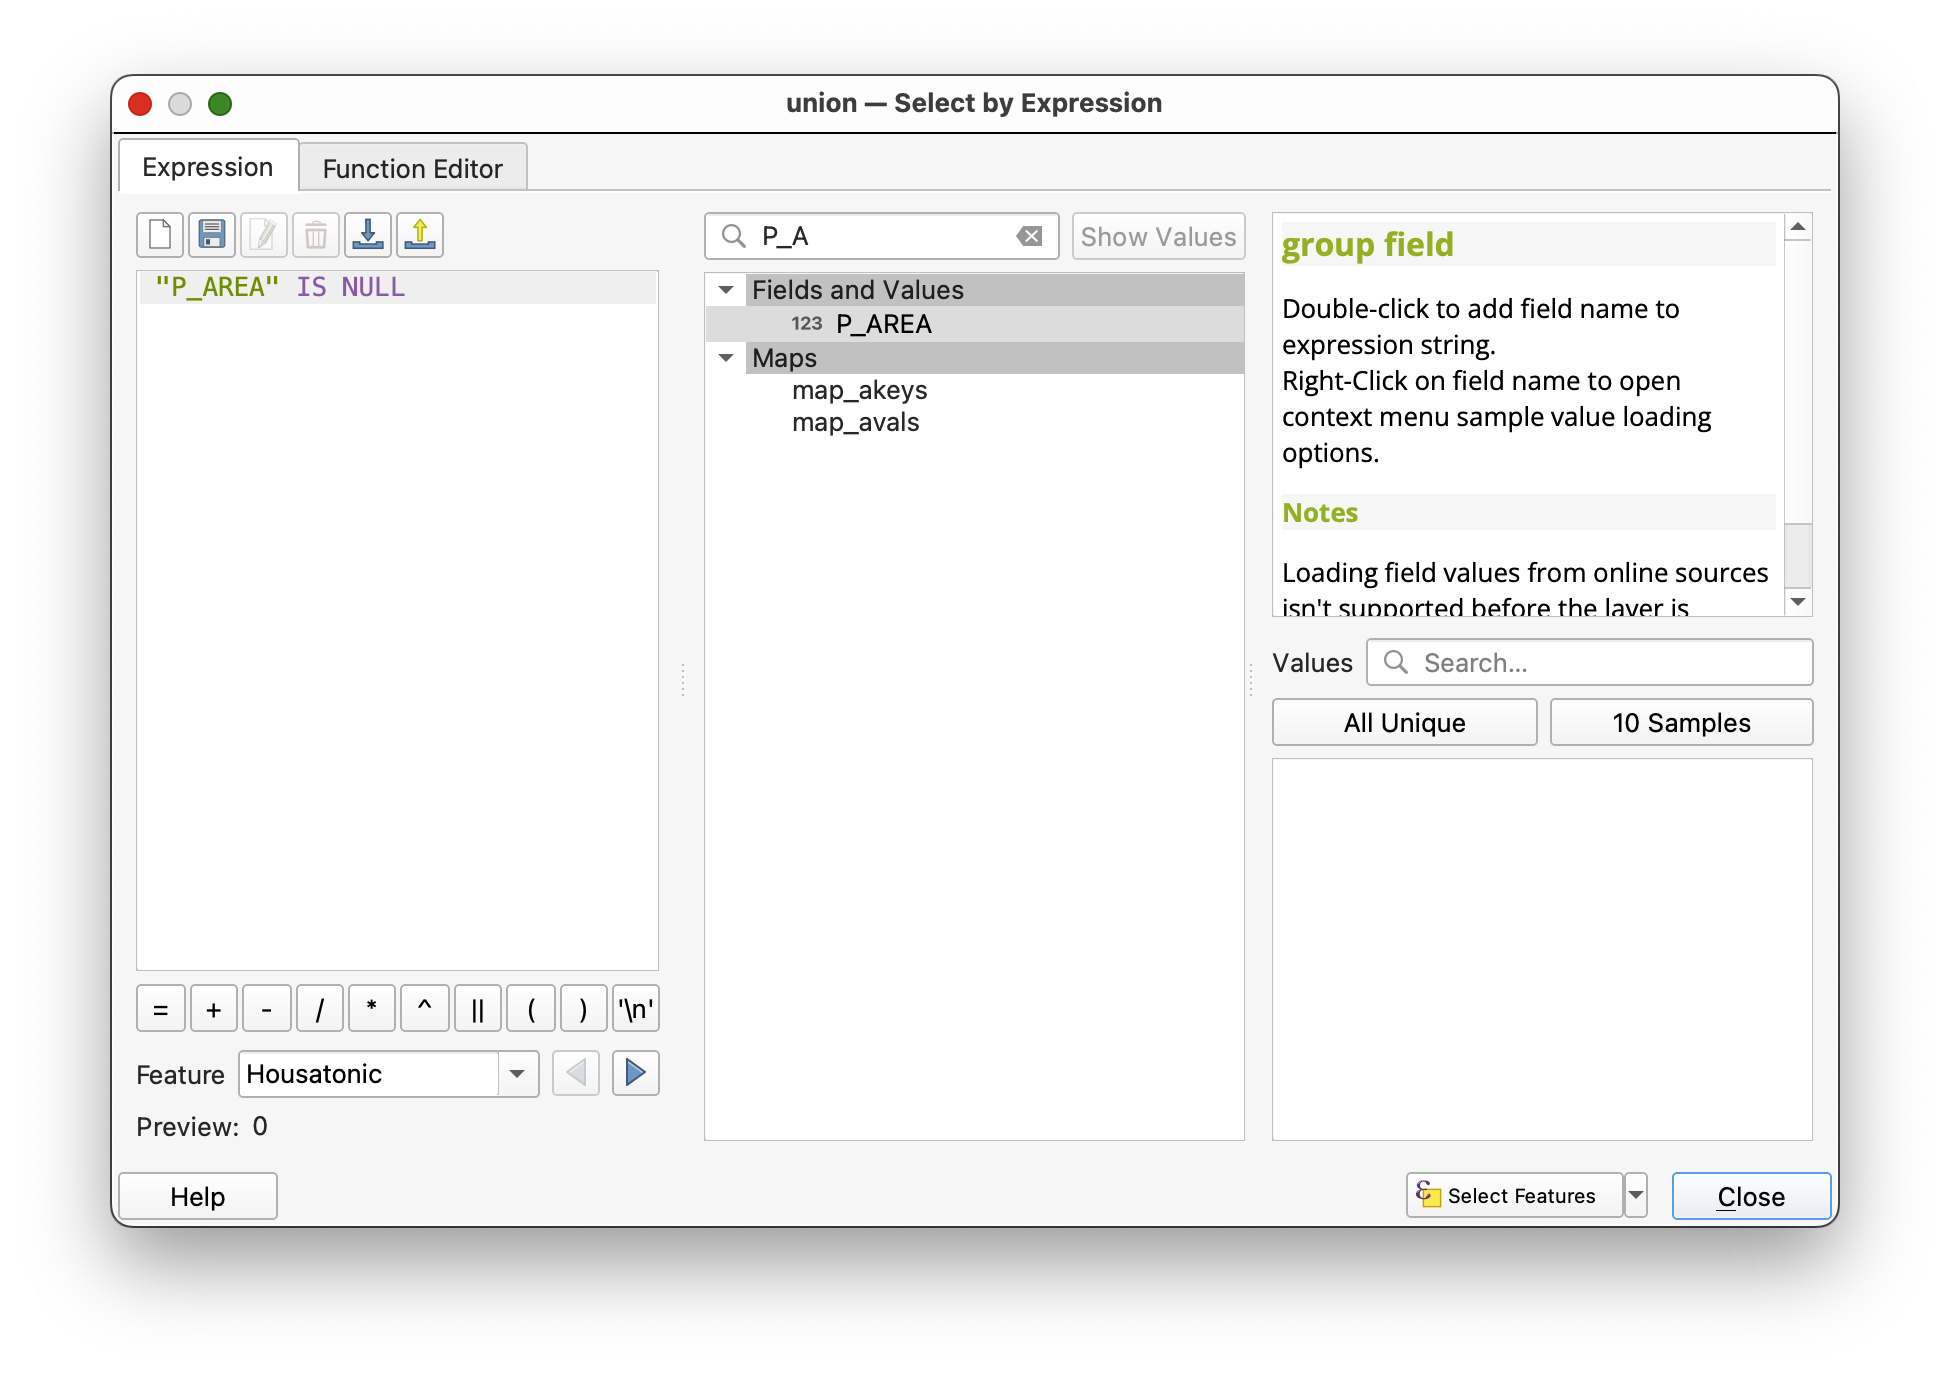 union — Select by Expression
Expression
Function Editor
"P_AREA" IS NULL
= + - / * ^ || ( ) '\n'
Feature Housatonic
Preview: 0
P_A
Show Values
Fields and Values
123 P_AREA
Maps
map_akeys
map_avals
group field
Double-click to add field name to
expression string.
Right-Click on field name to open
context menu sample value loading
options.
Notes
Loading field values from online sources
isn't supported before the layer is
Values Search...
All Unique
10 Samples
Help
Select Features
Close